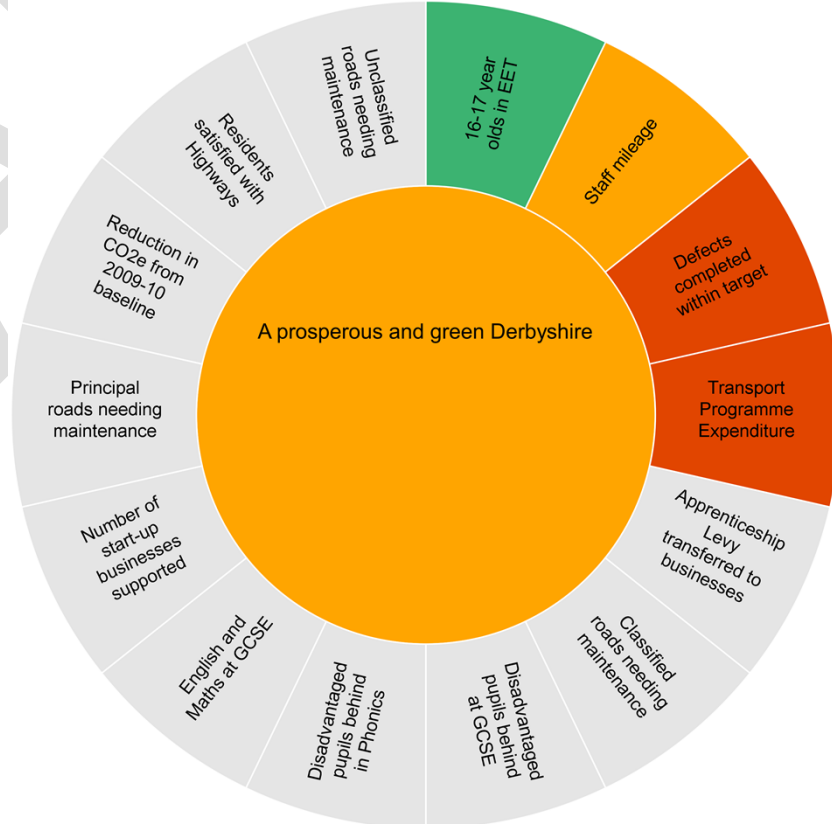 A prosperous and green Derbyshire
16-17 year
olds in EET
Staff mileage
Defects
completed
within target
Transport
Programme
Expenditure
Apprenticeship
Levy
transferred to
businesses
Classified
roads needing
maintenance
Disadvantaged
pupils behind
at GCSE
Disadvantaged
pupils behind
in Phonics
English and
Maths at GCSE
Number of
start-up
businesses
supported
Principal
roads needing
maintenance
Reduction in
CO2e from
2009-10
baseline
Residents
satisfied with
Highways
Unclassified
roads needing
maintenance